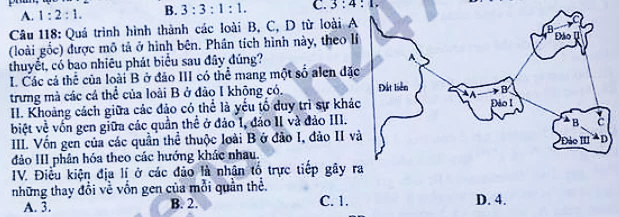 A. 1 : 2 : 1.
B. 3 : 3 : 1 : 1.
C. 3 : 4 : 1.
Câu 118: Quá trình hình thành các loài B, C, D từ loài A
(loài gốc) được mô tả ở hình bên. Phân tích hình này, theo lí
thuyết, có bao nhiêu phát biểu sau đây đúng?
I. Các cá thể của loài B ở đảo III có thể mang một số alen đặc
trưng mà các cá thể của loài B ở đảo I không có.
II. Khoảng cách giữa các đảo có thể là yếu tố duy trì sự khác
biệt về vốn gen giữa các quần thể ở đảo I, đảo II và đảo III.
III. Vốn gen của các quần thể thuộc loài B ở đảo I, đảo II và
đảo III phân hóa theo các hướng khác nhau.
IV. Điều kiện địa lí ở các đảo là nhân tố trực tiếp gây ra
những thay đổi về vốn gen của mỗi quần thể.
A. 3.
B. 2.
C. 1.
D. 4.
A
Đất liền
A
B
Đảo I
B
C
Đảo II
B
C
Đảo III
D